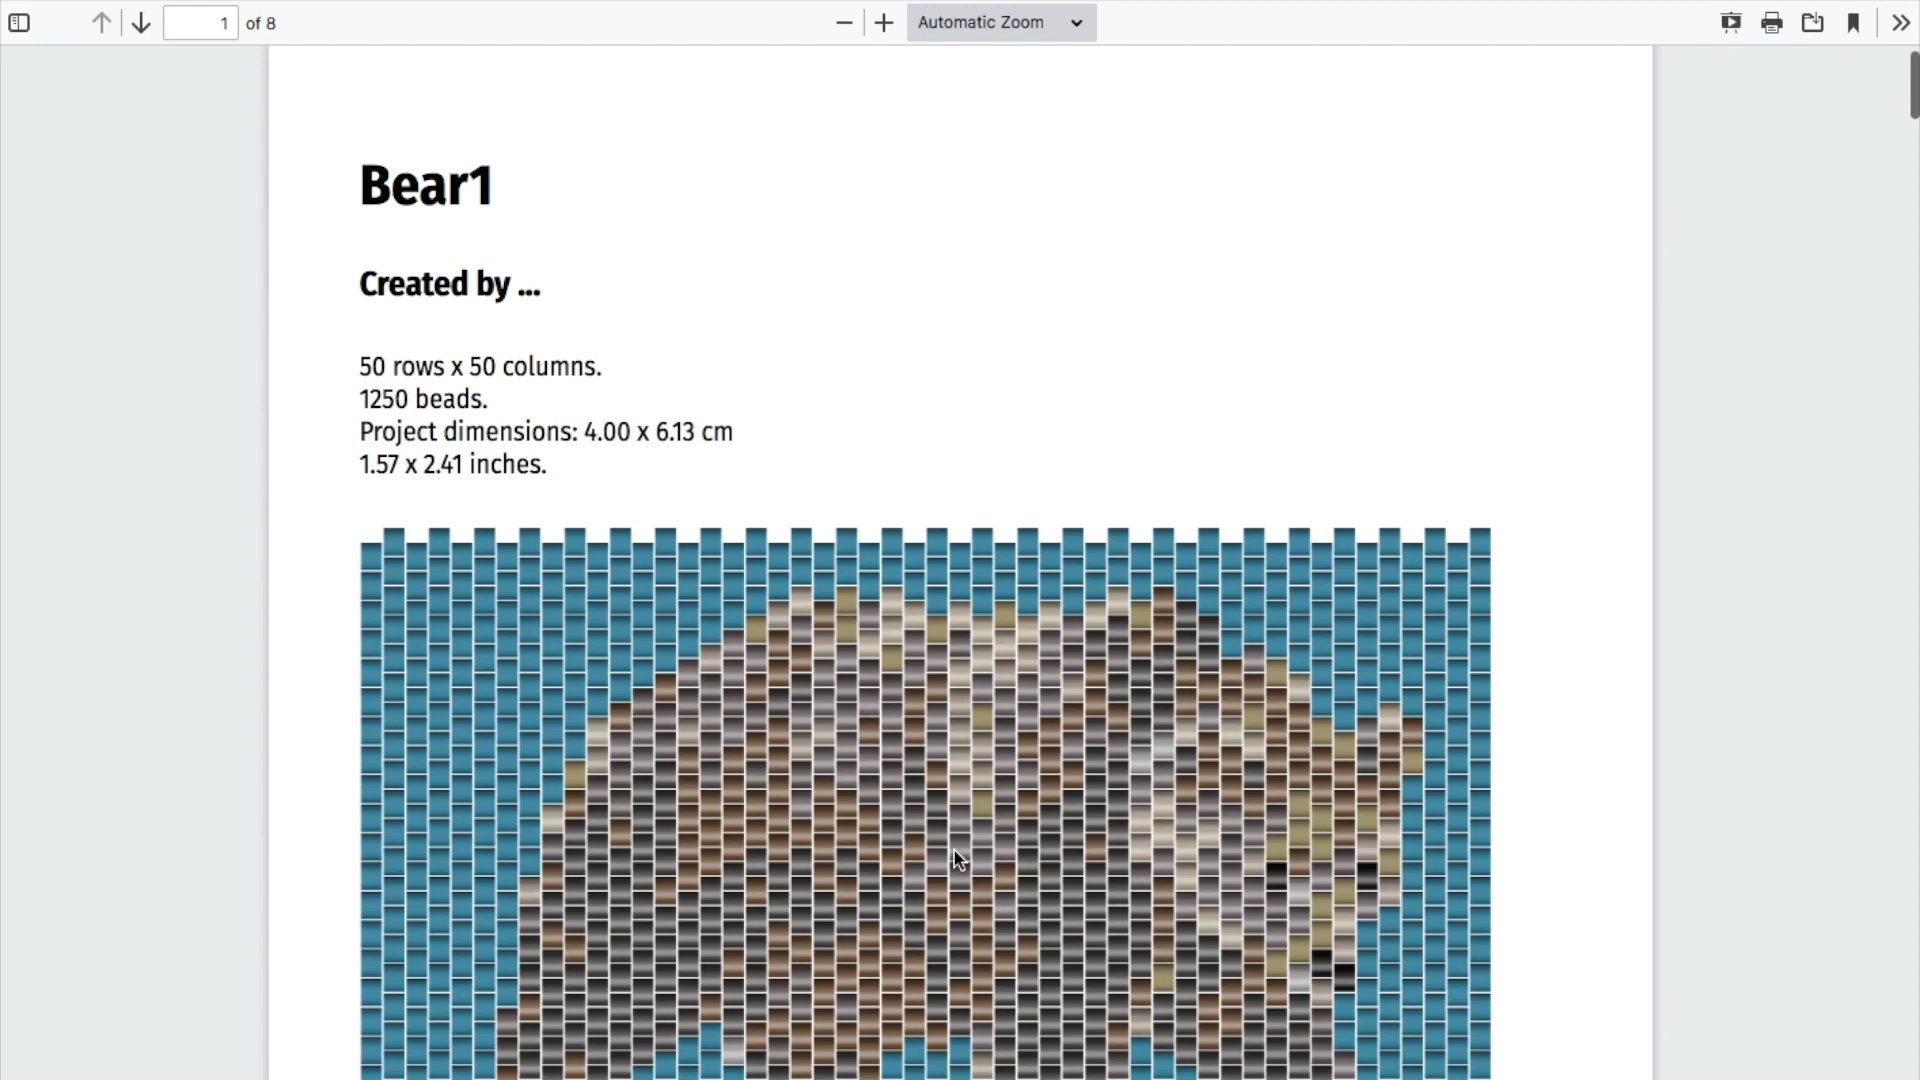 1 of 8
Automatic Zoom
Bear1
Created by ...
50 rows x 50 columns.
1250 beads.
Project dimensions: 4.00 x 6.13 cm
1.57 x 2.41 inches.